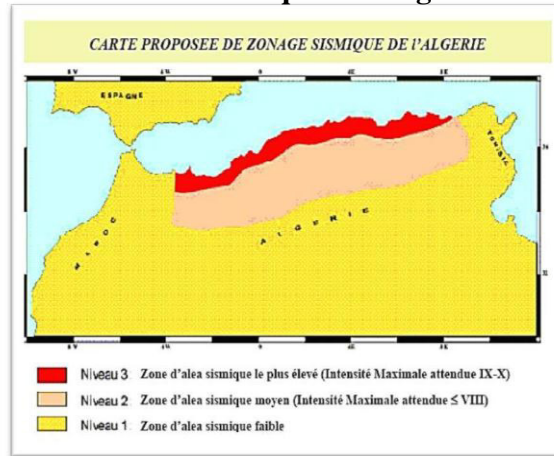 CARTE PROPOSEE DE ZONAGE SISMIQUE DE l'ALGERIE
ESPAGNE
TUNISIE
MAROC
ALGERIE
Niveau 3 Zone d'alea sismique le plus élevé (Intensité Maximale attendue IX-X)
Niveau 2 Zone d'alea sismique moyen (Intensité Maximale attendue ≤ VIII)
Niveau 1 Zone d'alea sismique faible